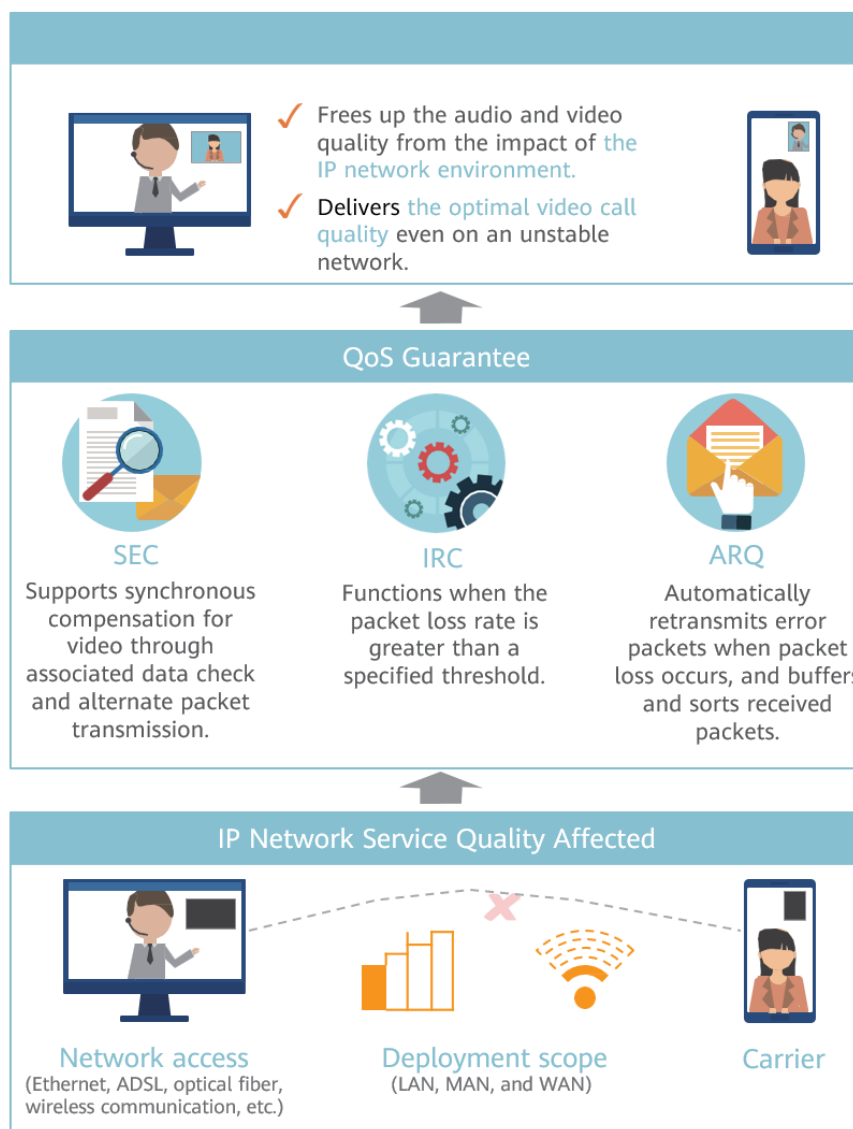 ✓ Frees up the audio and video
quality from the impact of the
IP network environment.
✓ Delivers the optimal video call
quality even on an unstable
network.
QoS Guarantee
SEC
Supports synchronous
compensation for
video through
associated data check
and alternate packet
transmission.
IRC
Functions when the
packet loss rate is
greater than a
specified threshold.
ARQ
Automatically
retransmits error
packets when packet
loss occurs, and buffers
and sorts received
packets.
IP Network Service Quality Affected
Network access
(Ethernet, ADSL, optical fiber,
wireless communication, etc.)
Deployment scope
(LAN, MAN, and WAN)
Carrier